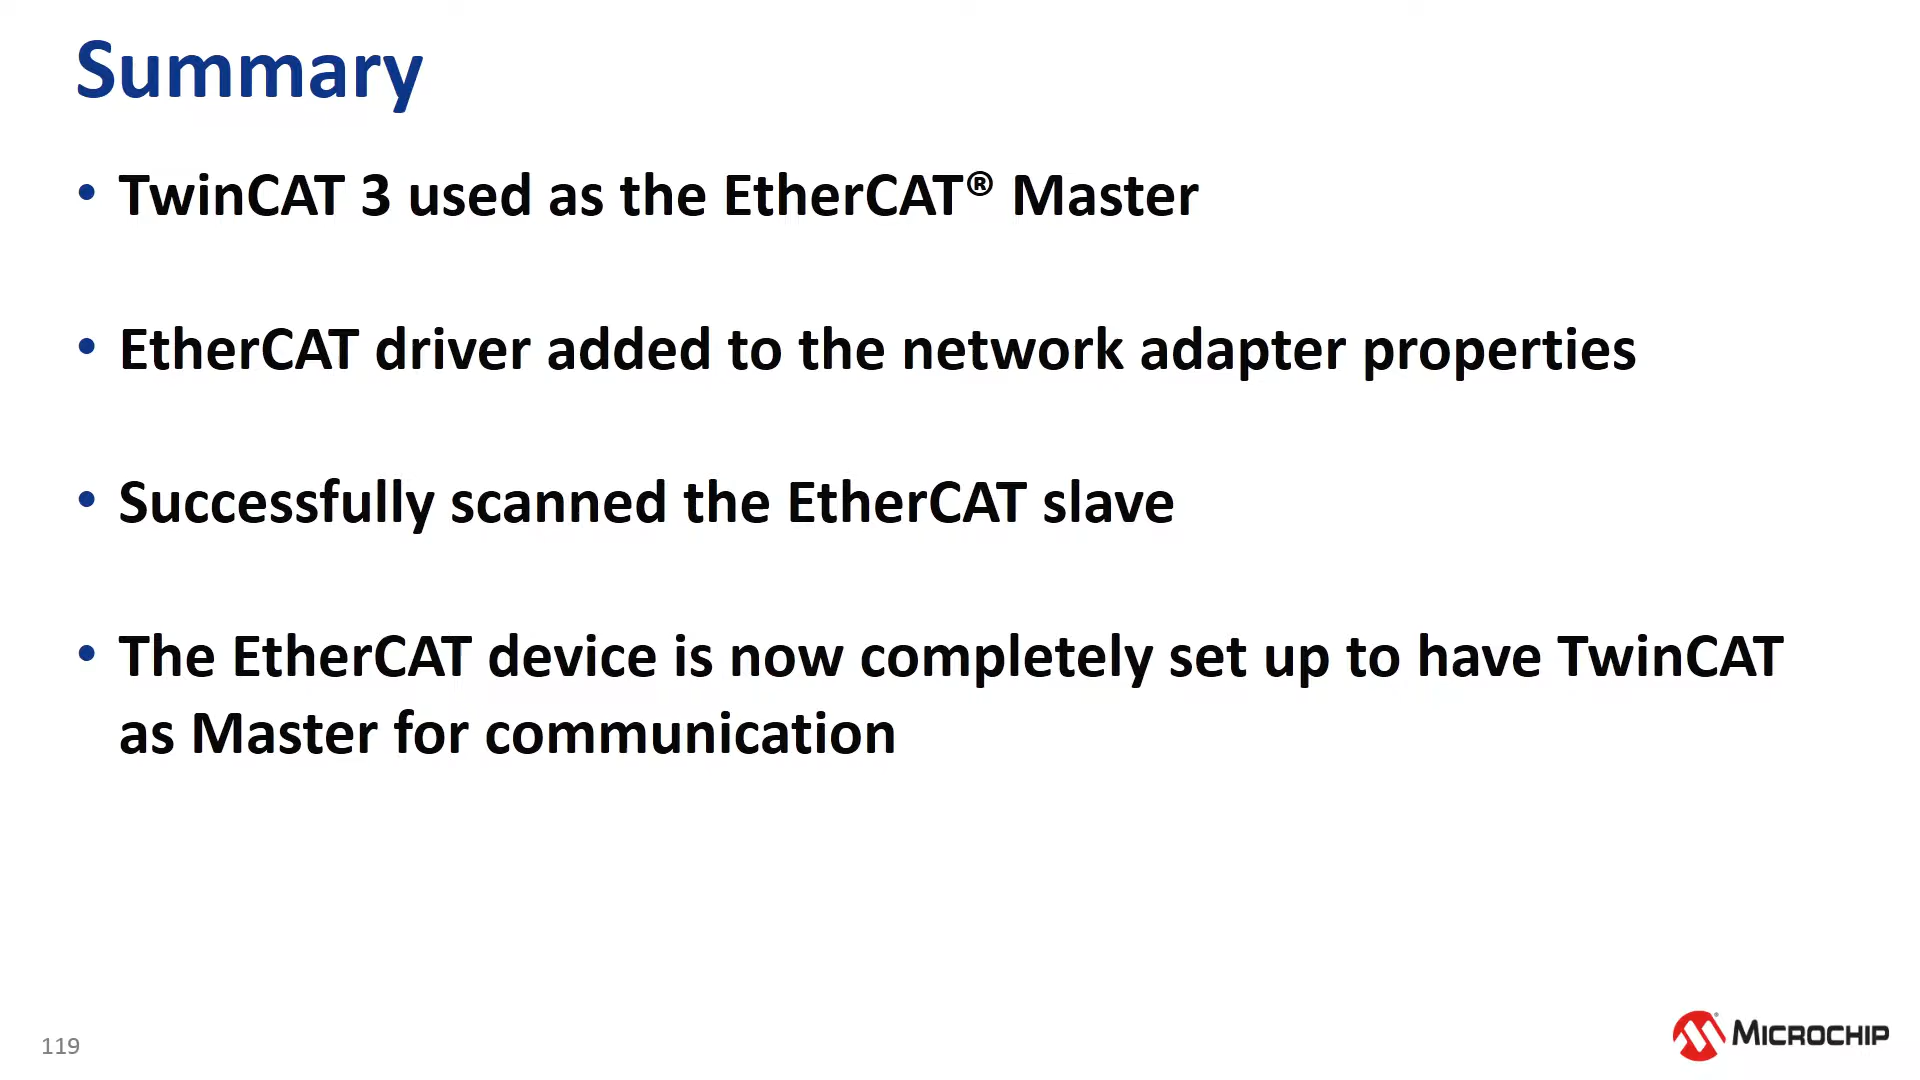 Summary
• TwinCAT 3 used as the EtherCAT® Master
• EtherCAT driver added to the network adapter properties
• Successfully scanned the EtherCAT slave
• The EtherCAT device is now completely set up to have TwinCAT
as Master for communication
119
MICROCHIP